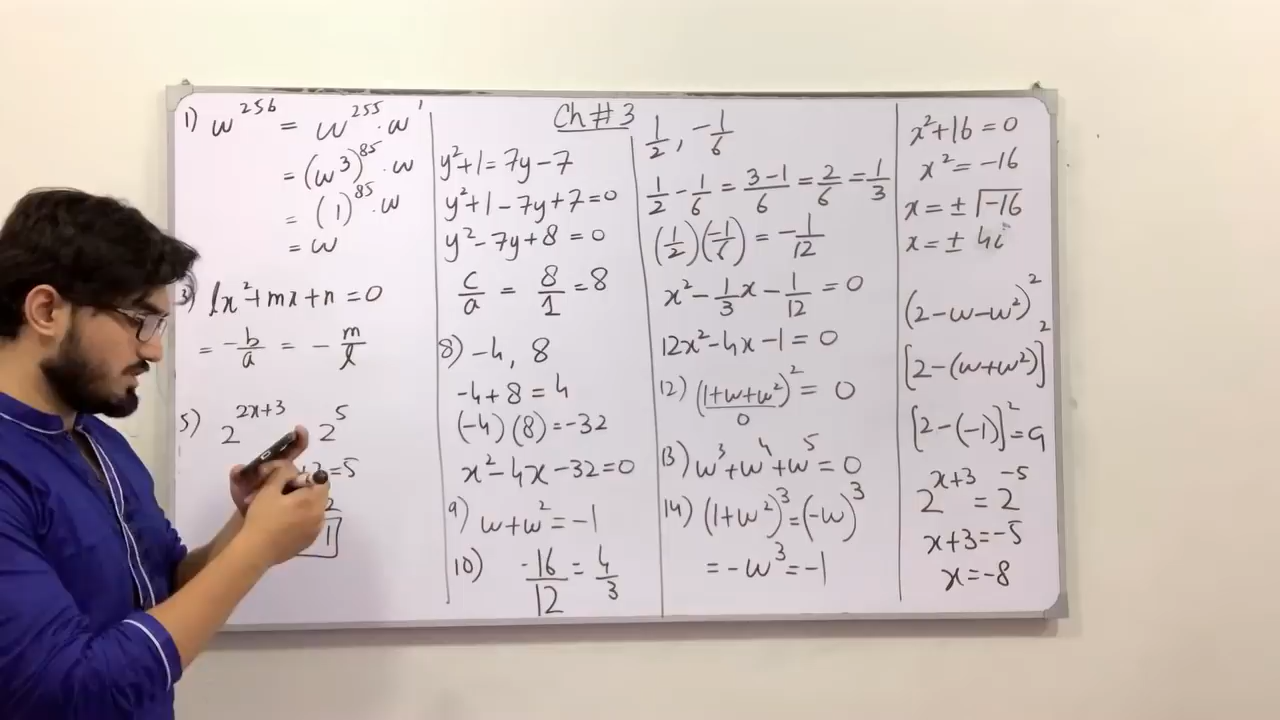 Ch # 3
1) ω^256 = ω^255 · ω^1
= (ω^3)^85 · ω
= (1)^85 · ω
= ω
3) lx^2 + mx + n = 0
= -b/a = - m/l
5) 2^(2x+3) 2^5
+3 = 5
2
1
y^2 + 1 = 7y - 7
y^2 + 1 - 7y + 7 = 0
y^2 - 7y + 8 = 0
c/a = 8/1 = 8
8) -4, 8
-4 + 8 = 4
(-4) (8) = -32
x^2 - 4x - 32 = 0
9) ω + ω^2 = -1
10) -16/12 = 4/3
1/2, -1/6
1/2 - 1/6 = (3-1)/6 = 2/6 = 1/3
(1/2)(-1/6) = -1/12
x^2 - 1/3 x - 1/12 = 0
12x^2 - 4x - 1 = 0
12) (1 + ω + ω^2)^2 = 0
0
13) ω^3 + ω^4 + ω^5 = 0
14) (1 + ω^2)^3 = (-ω)^3
= -ω^3 = -1
x^2 + 16 = 0
x^2 = -16
x = ± √-16
x = ± 4i
(2 - ω - ω^2)^2
[2 - (ω + ω^2)]^2
[2 - (-1)]^2 = 9
2^(x+3) = 2^-5
x + 3 = -5
x = -8